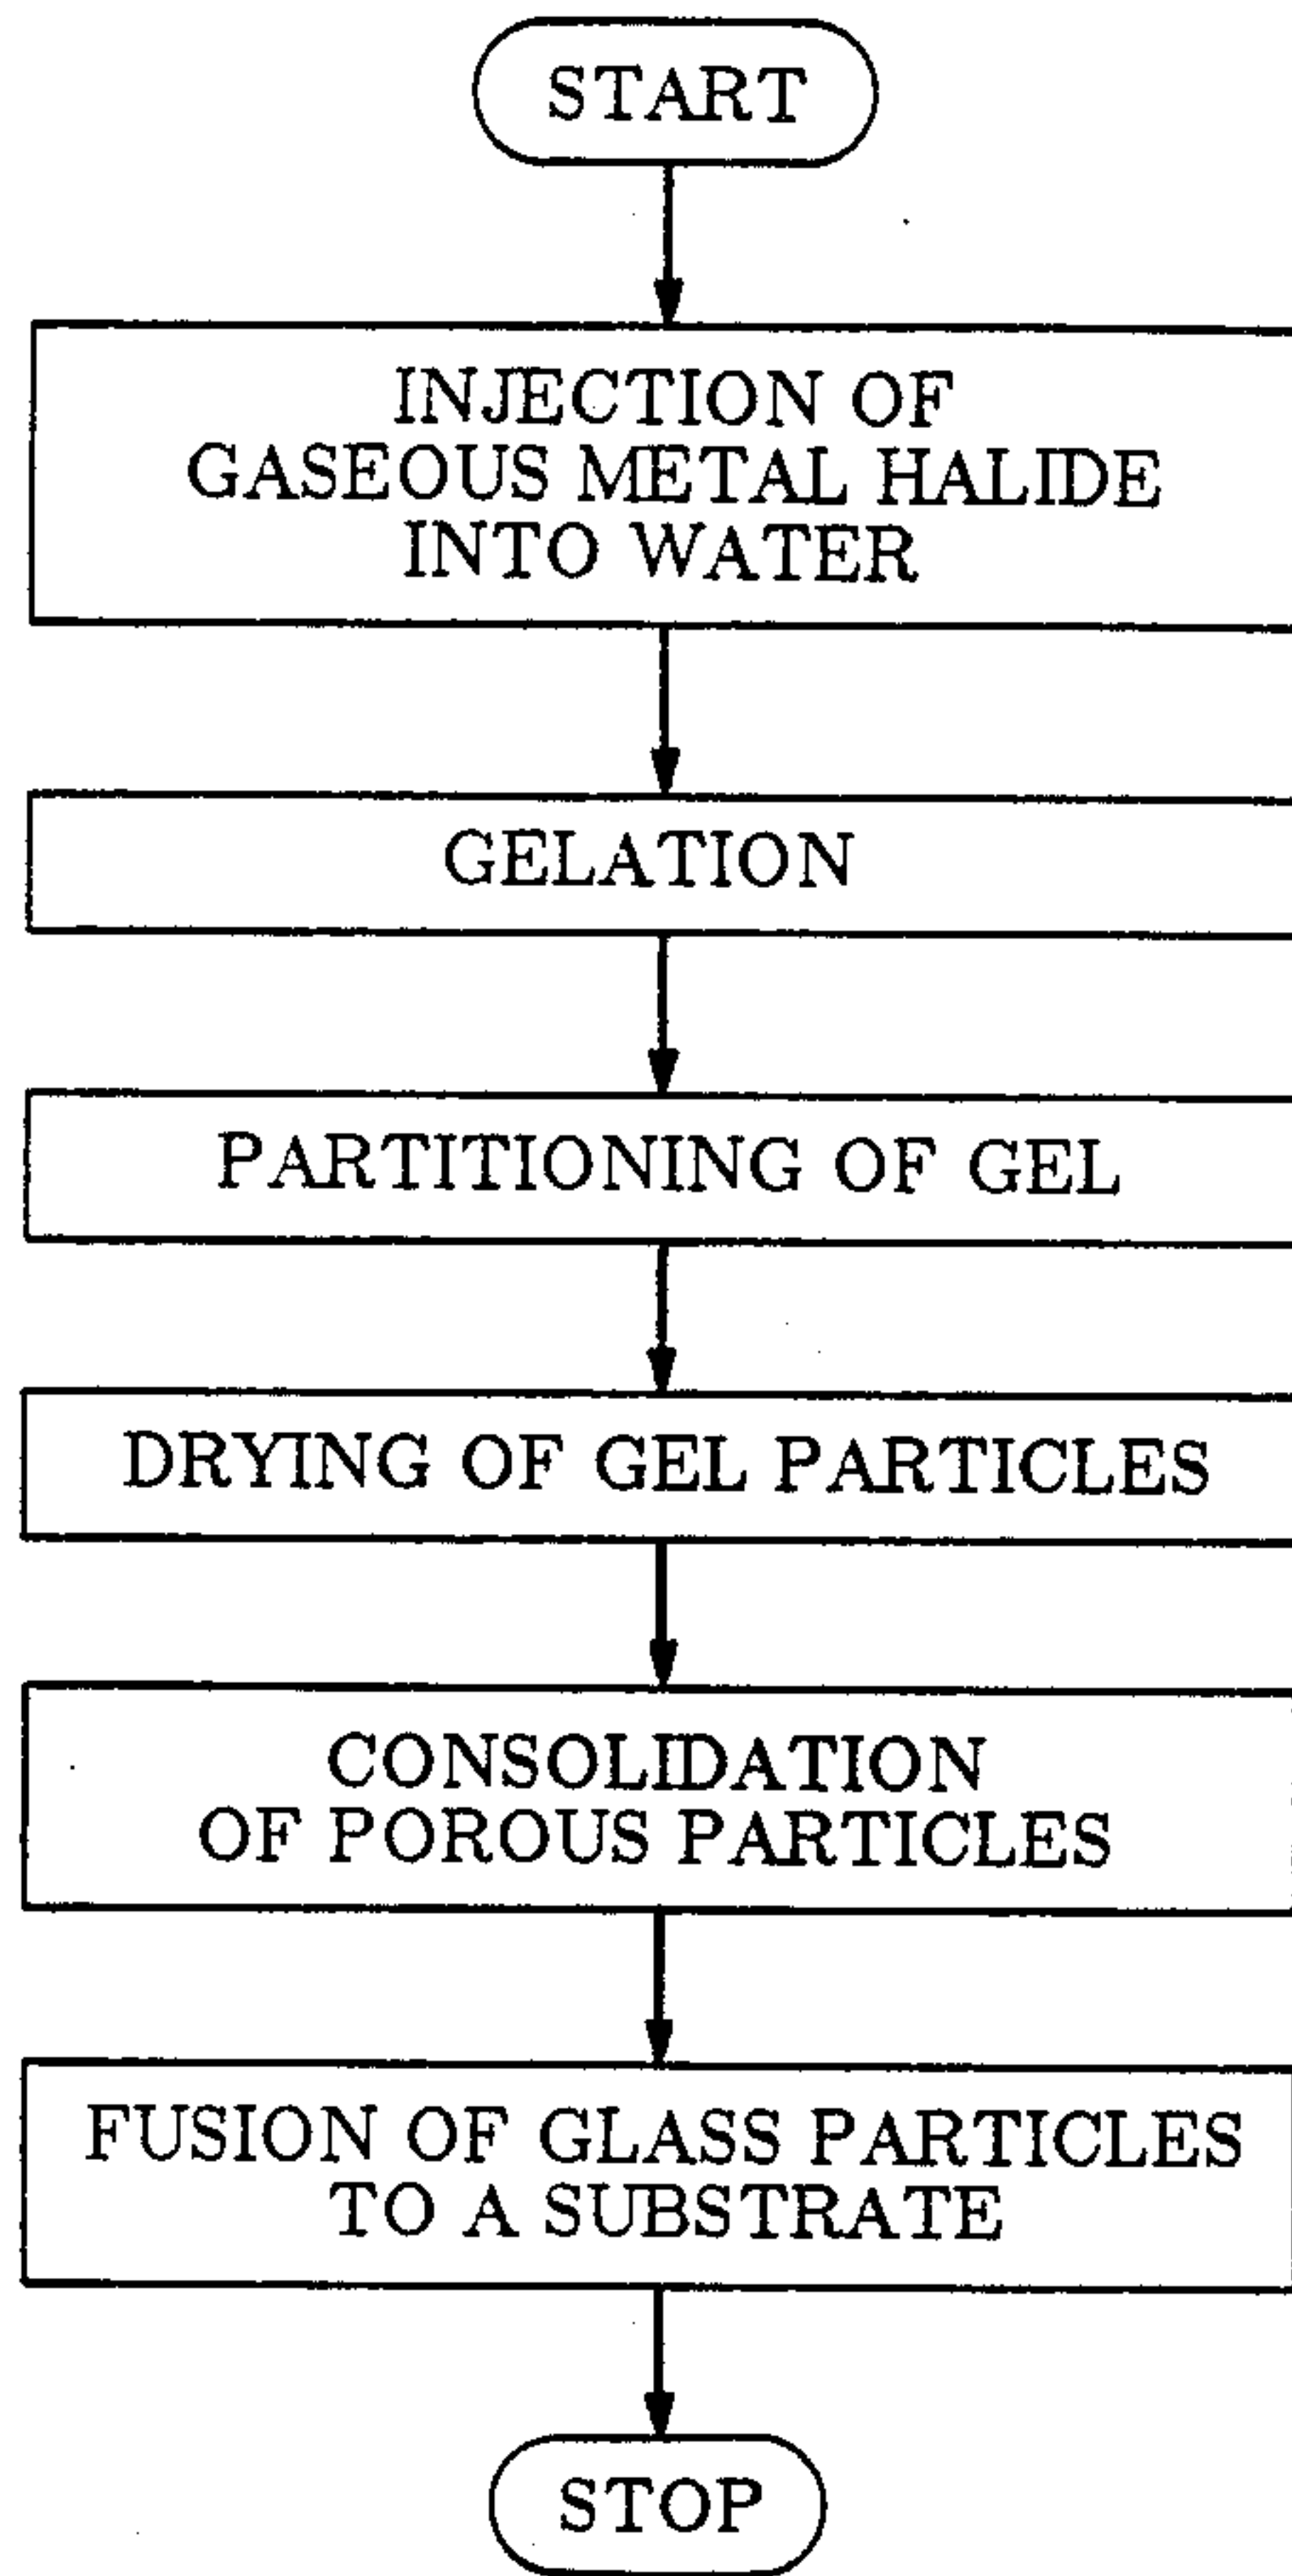 START
INJECTION OF
GASEOUS METAL HALIDE
INTO WATER
GELATION
PARTITIONING OF GEL
DRYING OF GEL PARTICLES
CONSOLIDATION
OF POROUS PARTICLES
FUSION OF GLASS PARTICLES
TO A SUBSTRATE
STOP